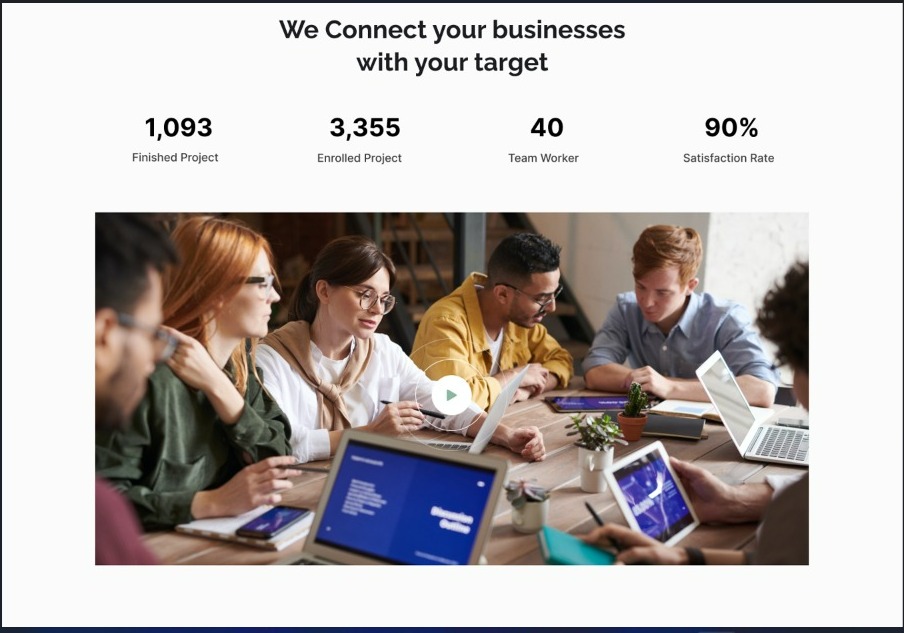 We Connect your businesses
with your target
1,093
3,355
40
90%
Finished Project
Enrolled Project
Team Worker
Satisfaction Rate
Discussion
Outline